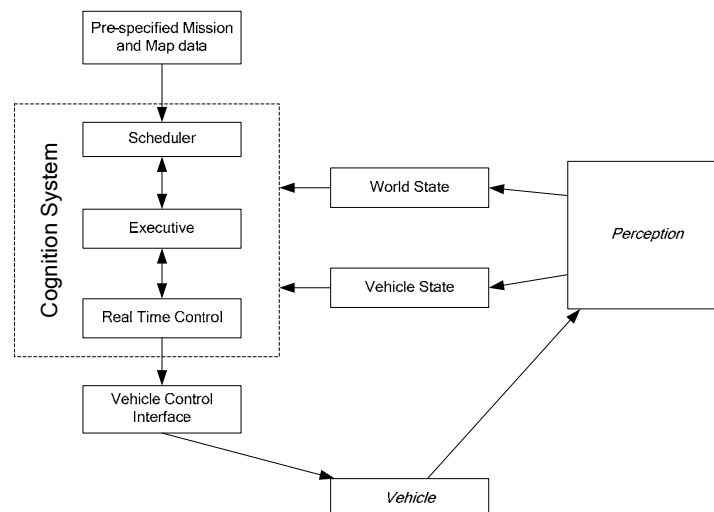 Pre-specified Mission
and Map data
Cognition System
Scheduler
Executive
Real Time Control
World State
Vehicle State
Perception
Vehicle Control
Interface
Vehicle